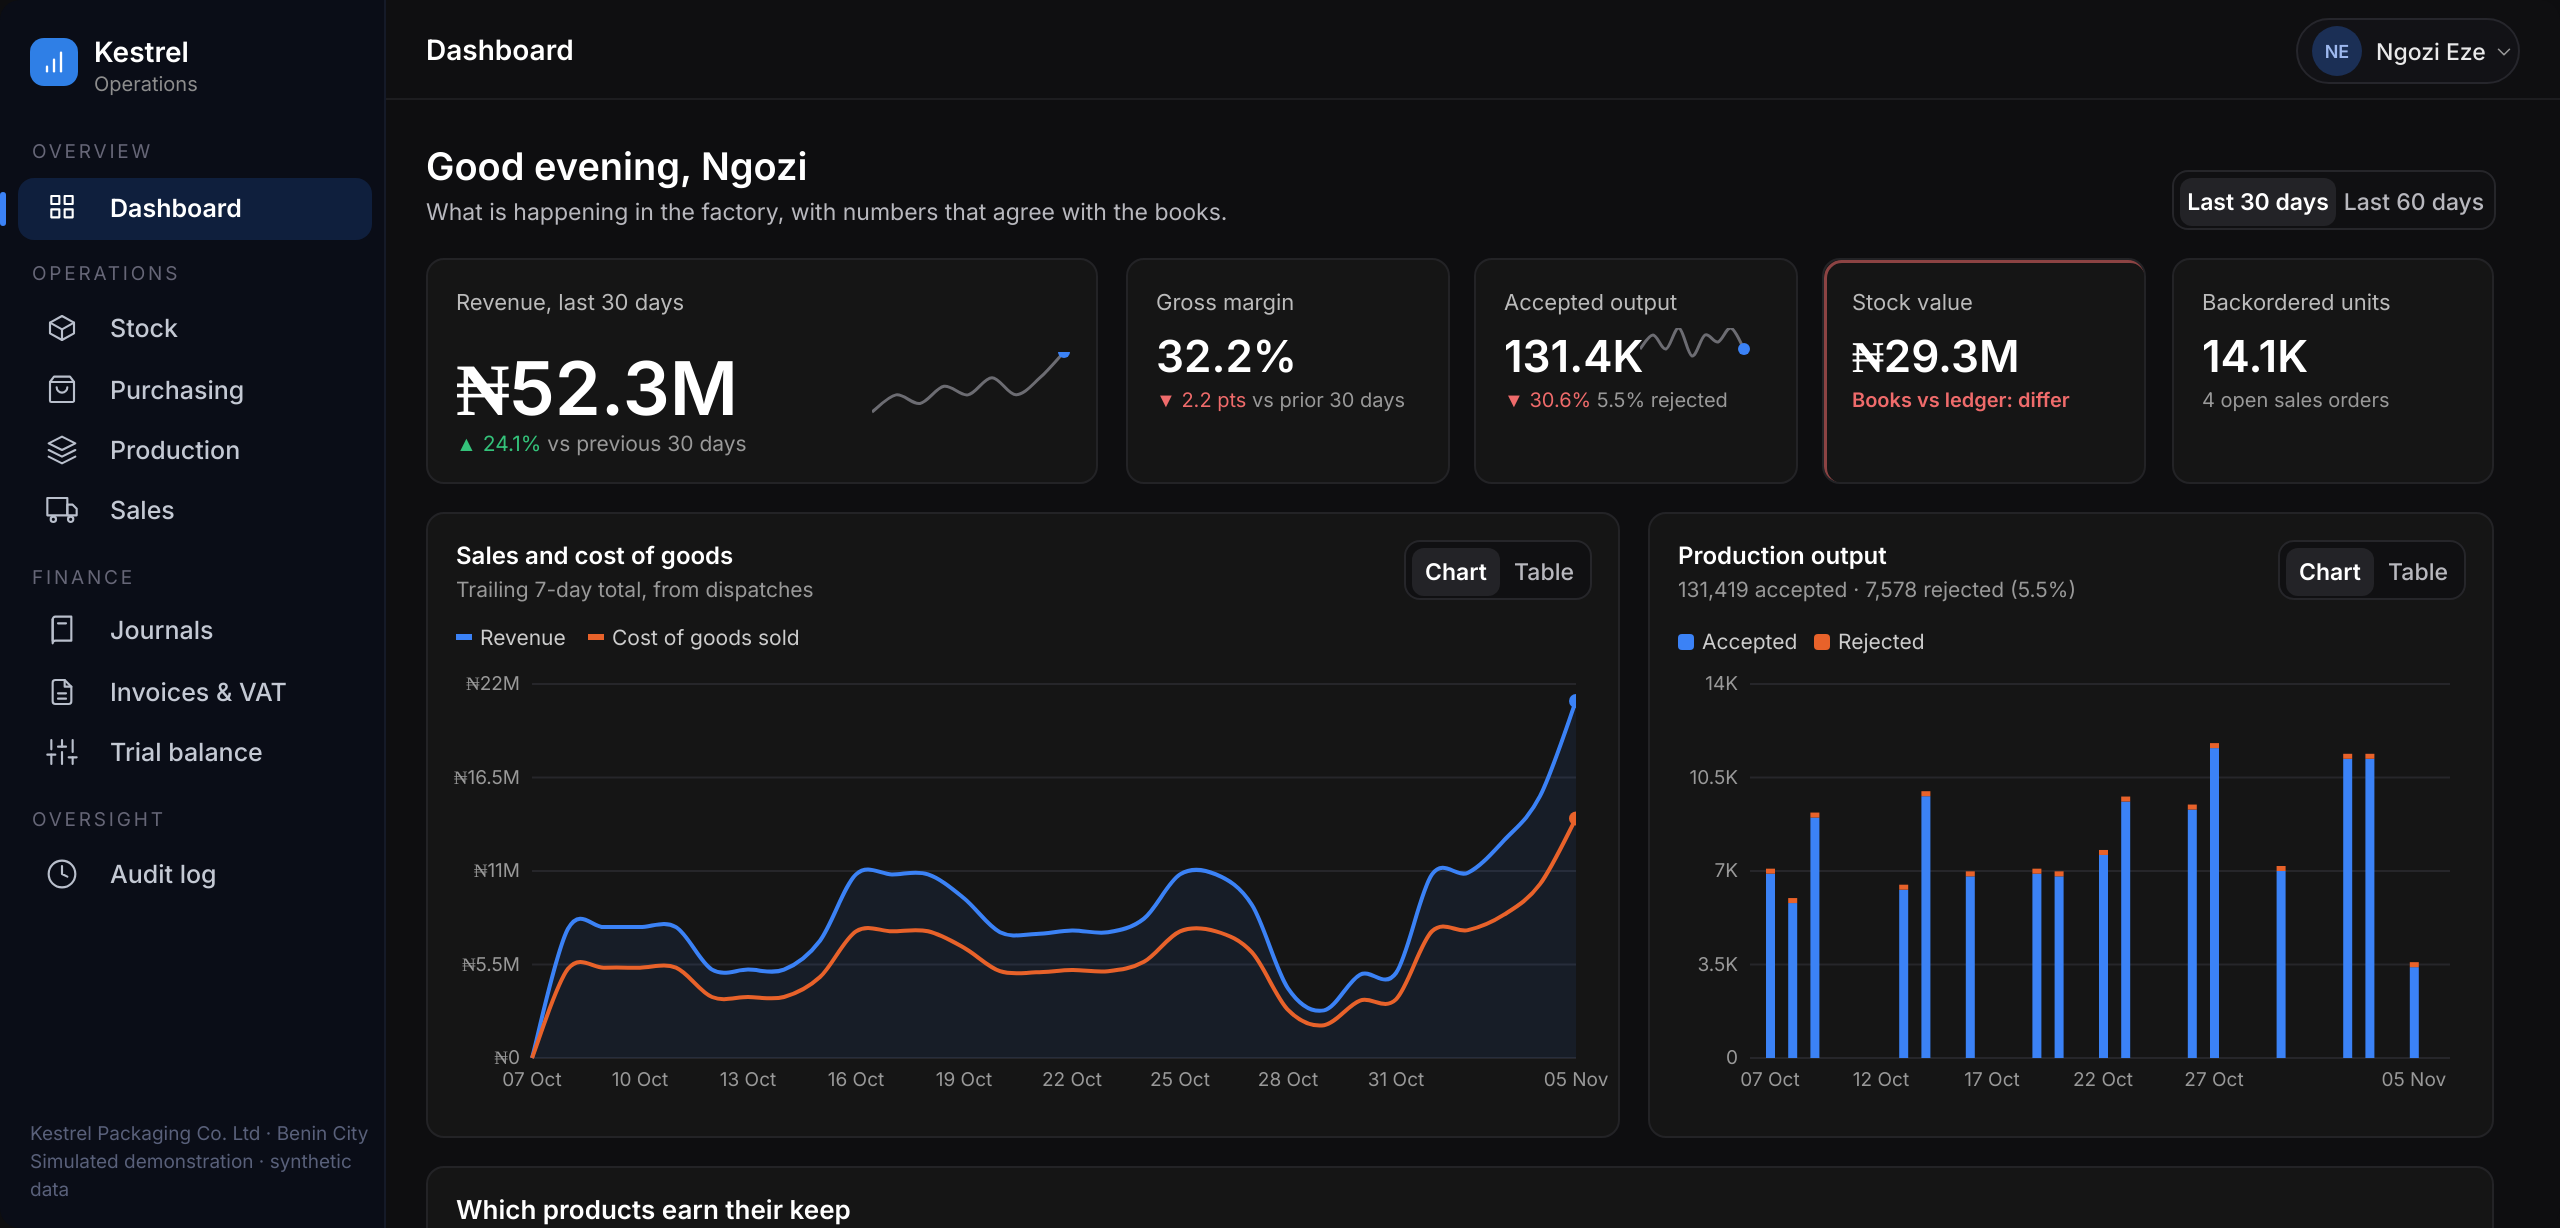 Kestrel
Operations
OVERVIEW
Dashboard
OPERATIONS
Stock
Purchasing
Production
Sales
FINANCE
Journals
Invoices & VAT
Trial balance
OVERSIGHT
Audit log
Kestrel Packaging Co. Ltd · Benin City
Simulated demonstration · synthetic
data
Dashboard
NE Ngozi Eze
Good evening, Ngozi
What is happening in the factory, with numbers that agree with the books.
Last 30 days Last 60 days
Revenue, last 30 days
₦52.3M
▲ 24.1% vs previous 30 days
Gross margin
32.2%
▼ 2.2 pts vs prior 30 days
Accepted output
131.4K
▼ 30.6% 5.5% rejected
Stock value
₦29.3M
Books vs ledger: differ
Backordered units
14.1K
4 open sales orders
Sales and cost of goods
Trailing 7-day total, from dispatches
Chart Table
Revenue Cost of goods sold
₦22M
₦16.5M
₦11M
₦5.5M
₦0
07 Oct 10 Oct 13 Oct 16 Oct 19 Oct 22 Oct 25 Oct 28 Oct 31 Oct 05 Nov
Production output
131,419 accepted · 7,578 rejected (5.5%)
Chart Table
Accepted Rejected
14K
10.5K
7K
3.5K
0
07 Oct 12 Oct 17 Oct 22 Oct 27 Oct 05 Nov
Which products earn their keep